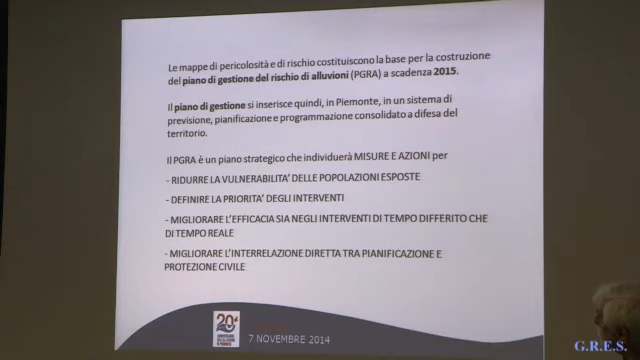 Le mappe di pericolosità e di rischio costituiscono la base per la costruzione
del piano di gestione del rischio di alluvioni (PGRA) a scadenza 2015.
Il piano di gestione si inserisce quindi, in Piemonte, in un sistema di
previsione, pianificazione e programmazione consolidato a difesa del
territorio.
Il PGRA è un piano strategico che individuerà MISURE E AZIONI per
- RIDURRE LA VULNERABILITA' DELLE POPOLAZIONI ESPOSTE
- DEFINIRE LA PRIORITA' DEGLI INTERVENTI
- MIGLIORARE L'EFFICACIA SIA NEGLI INTERVENTI DI TEMPO DIFFERITO CHE
DI TEMPO REALE
- MIGLIORARE L'INTERRELAZIONE DIRETTA TRA PIANIFICAZIONE E
PROTEZIONE CIVILE
20
7 NOVEMBRE 2014
G.R.E.S.